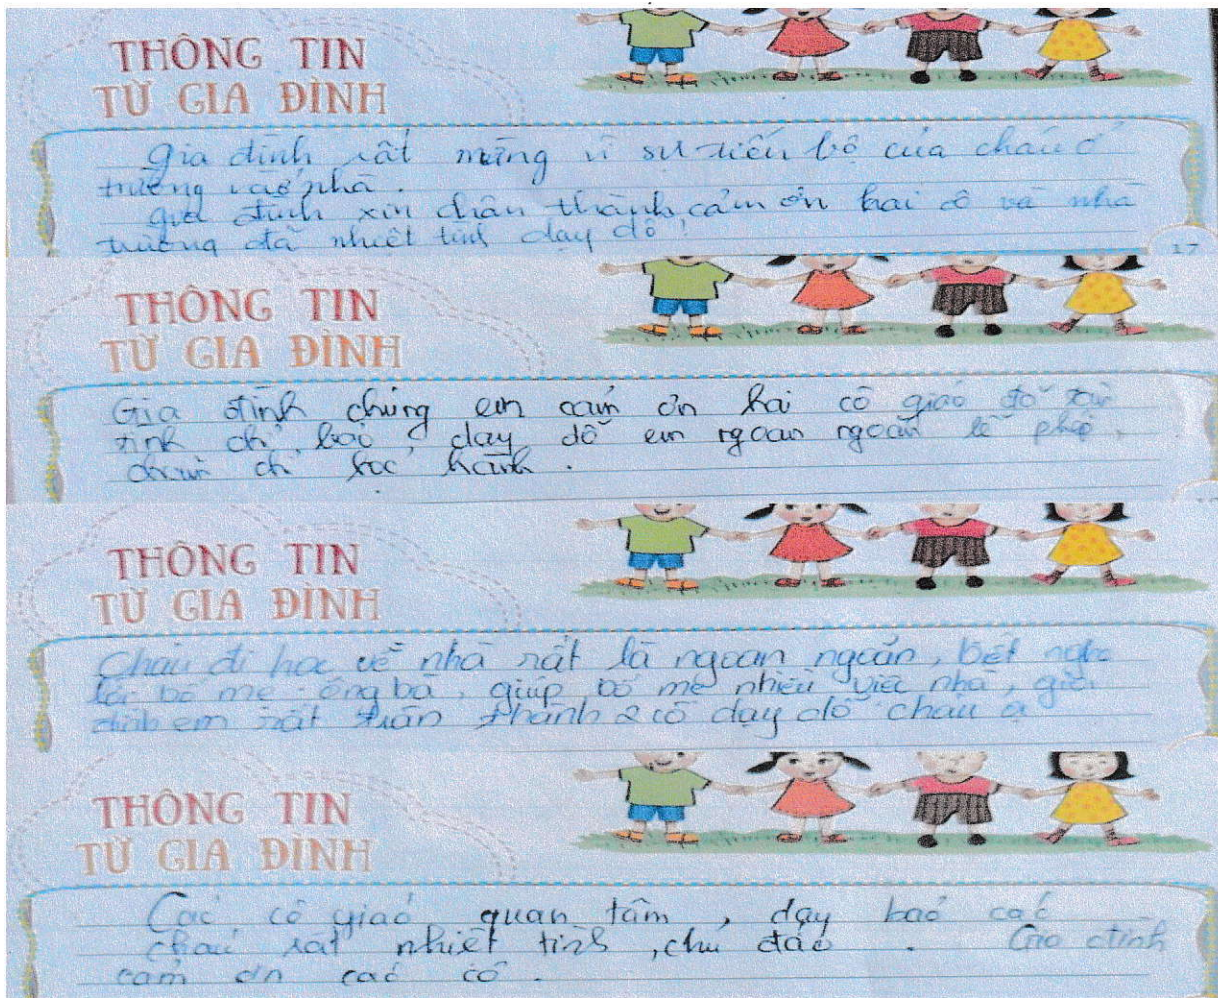 THÔNG TIN
TỪ GIA ĐÌNH
Gia đình rất mừng vì sự tiến bộ của cháu ở
trường và ở nhà.
Gia đình xin chân thành cảm ơn hai cô và nhà
trường đã nhiệt tình dạy dỗ!
17
THÔNG TIN
TỪ GIA ĐÌNH
Gia đình chúng em cảm ơn hai cô giáo đã tận
tình chỉ bảo, dạy dỗ em ngoan ngoãn lễ phép,
chăm chỉ học hành.
THÔNG TIN
TỪ GIA ĐÌNH
Cháu đi học về nhà rất là ngoan ngoãn, biết nghe
lời bố mẹ ông bà, giúp bố mẹ nhiều việc nhà, gia
đình em rất thành 2 cô dạy dỗ cháu ạ
THÔNG TIN
TỪ GIA ĐÌNH
Các cô giáo quan tâm, dạy bảo các
cháu rất nhiệt tình, chu đáo. Gia đình
cảm ơn các cô.